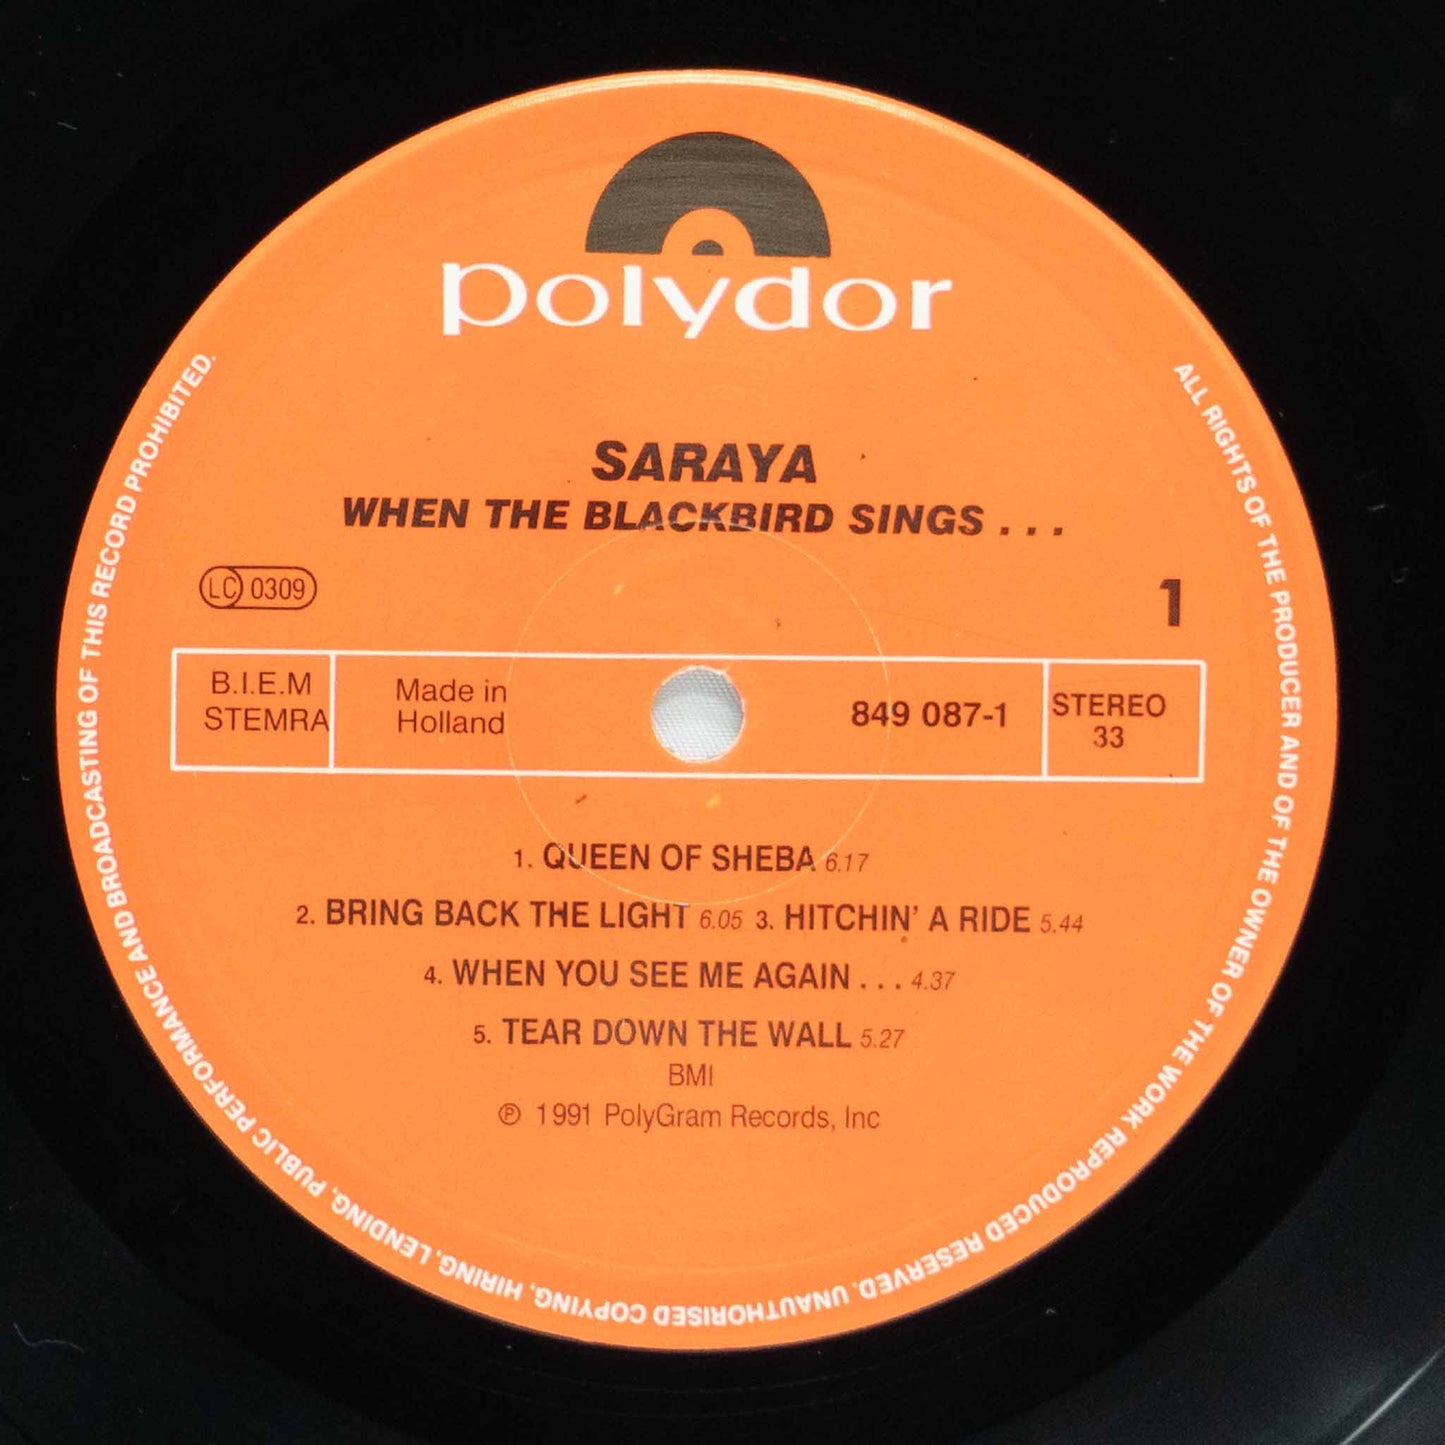 polydor
SARAYA
WHEN THE BLACKBIRD SINGS . . .
LC 0309
1
B.I.E.M
STEMRA
Made in
Holland
849 087-1
STEREO
33
1. QUEEN OF SHEBA 6.17
2. BRING BACK THE LIGHT 6.05 3. HITCHIN' A RIDE 5.44
4. WHEN YOU SEE ME AGAIN . . . 4.37
5. TEAR DOWN THE WALL 5.27
BMI
℗ 1991 PolyGram Records, Inc
ALL RIGHTS OF THE PRODUCER AND OF THE OWNER OF THE WORK REPRODUCED RESERVED. UNAUTHORISED COPYING, HIRING, LENDING, PUBLIC PERFORMANCE AND BROADCASTING OF THIS RECORD PROHIBITED.